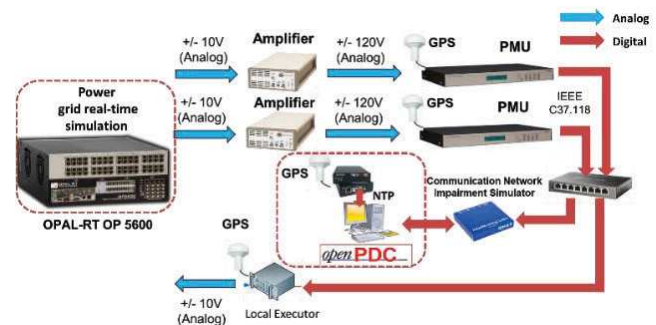 Analog
Digital
+/- 10V
(Analog)
Amplifier
+/- 120V
(Analog)
GPS
PMU
Power
grid real-time
simulation
+/- 10V
(Analog)
Amplifier
+/- 120V
(Analog)
GPS
PMU
IEEE
C37.118
OPAL-RT OP 5600
GPS
NTP
Communication Network
Impairment Simulator
openPDC
GPS
+/- 10V
(Analog)
Local Executor